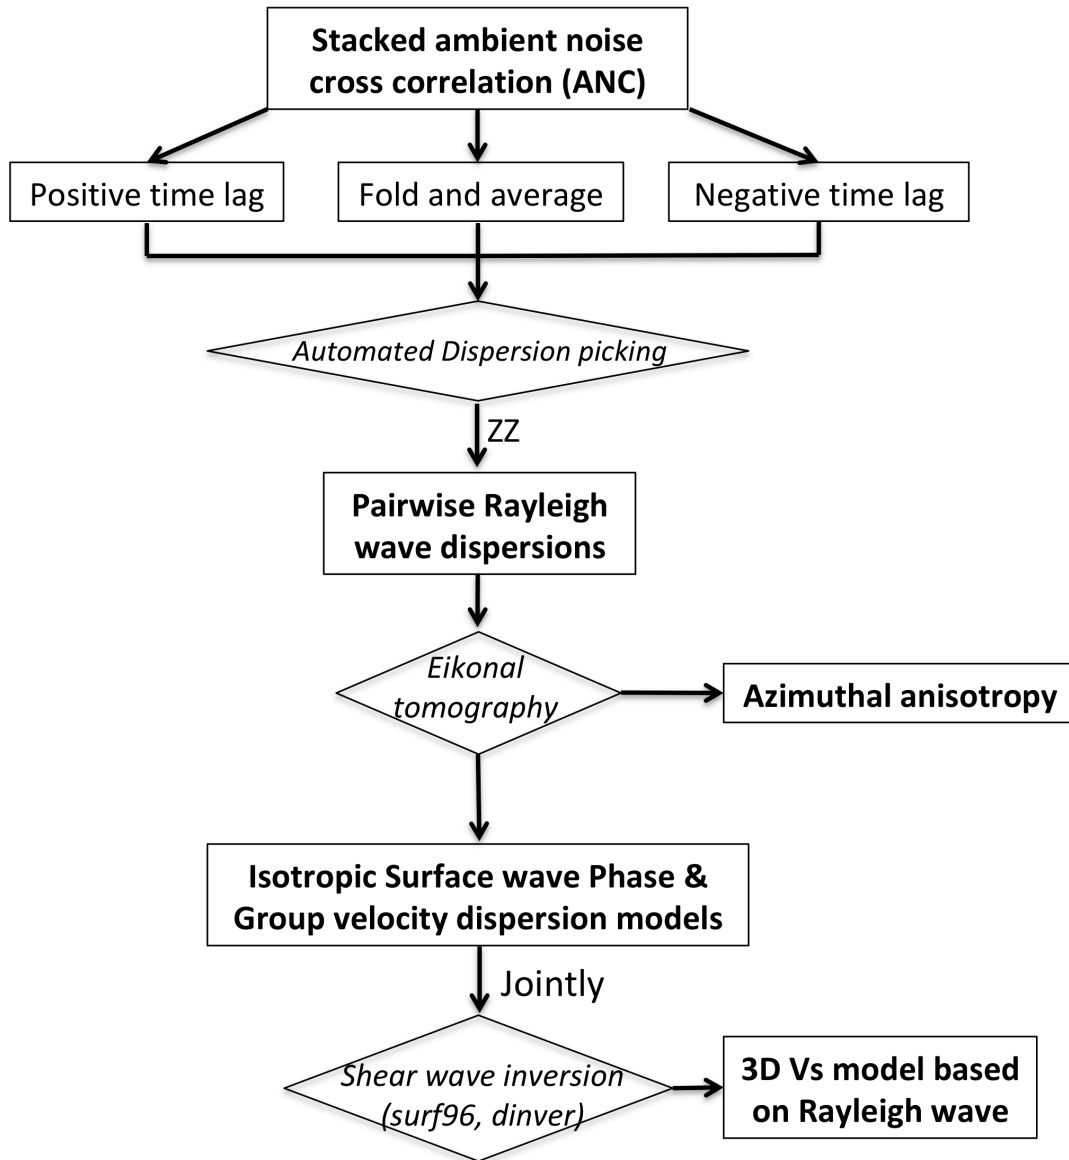 Stacked ambient noise
cross correlation (ANC)
Positive time lag
Fold and average
Negative time lag
Automated Dispersion picking
ZZ
Pairwise Rayleigh
wave dispersions
Eikonal
tomography
Azimuthal anisotropy
Isotropic Surface wave Phase &
Group velocity dispersion models
Jointly
Shear wave inversion
(surf96, dinver)
3D Vs model based
on Rayleigh wave